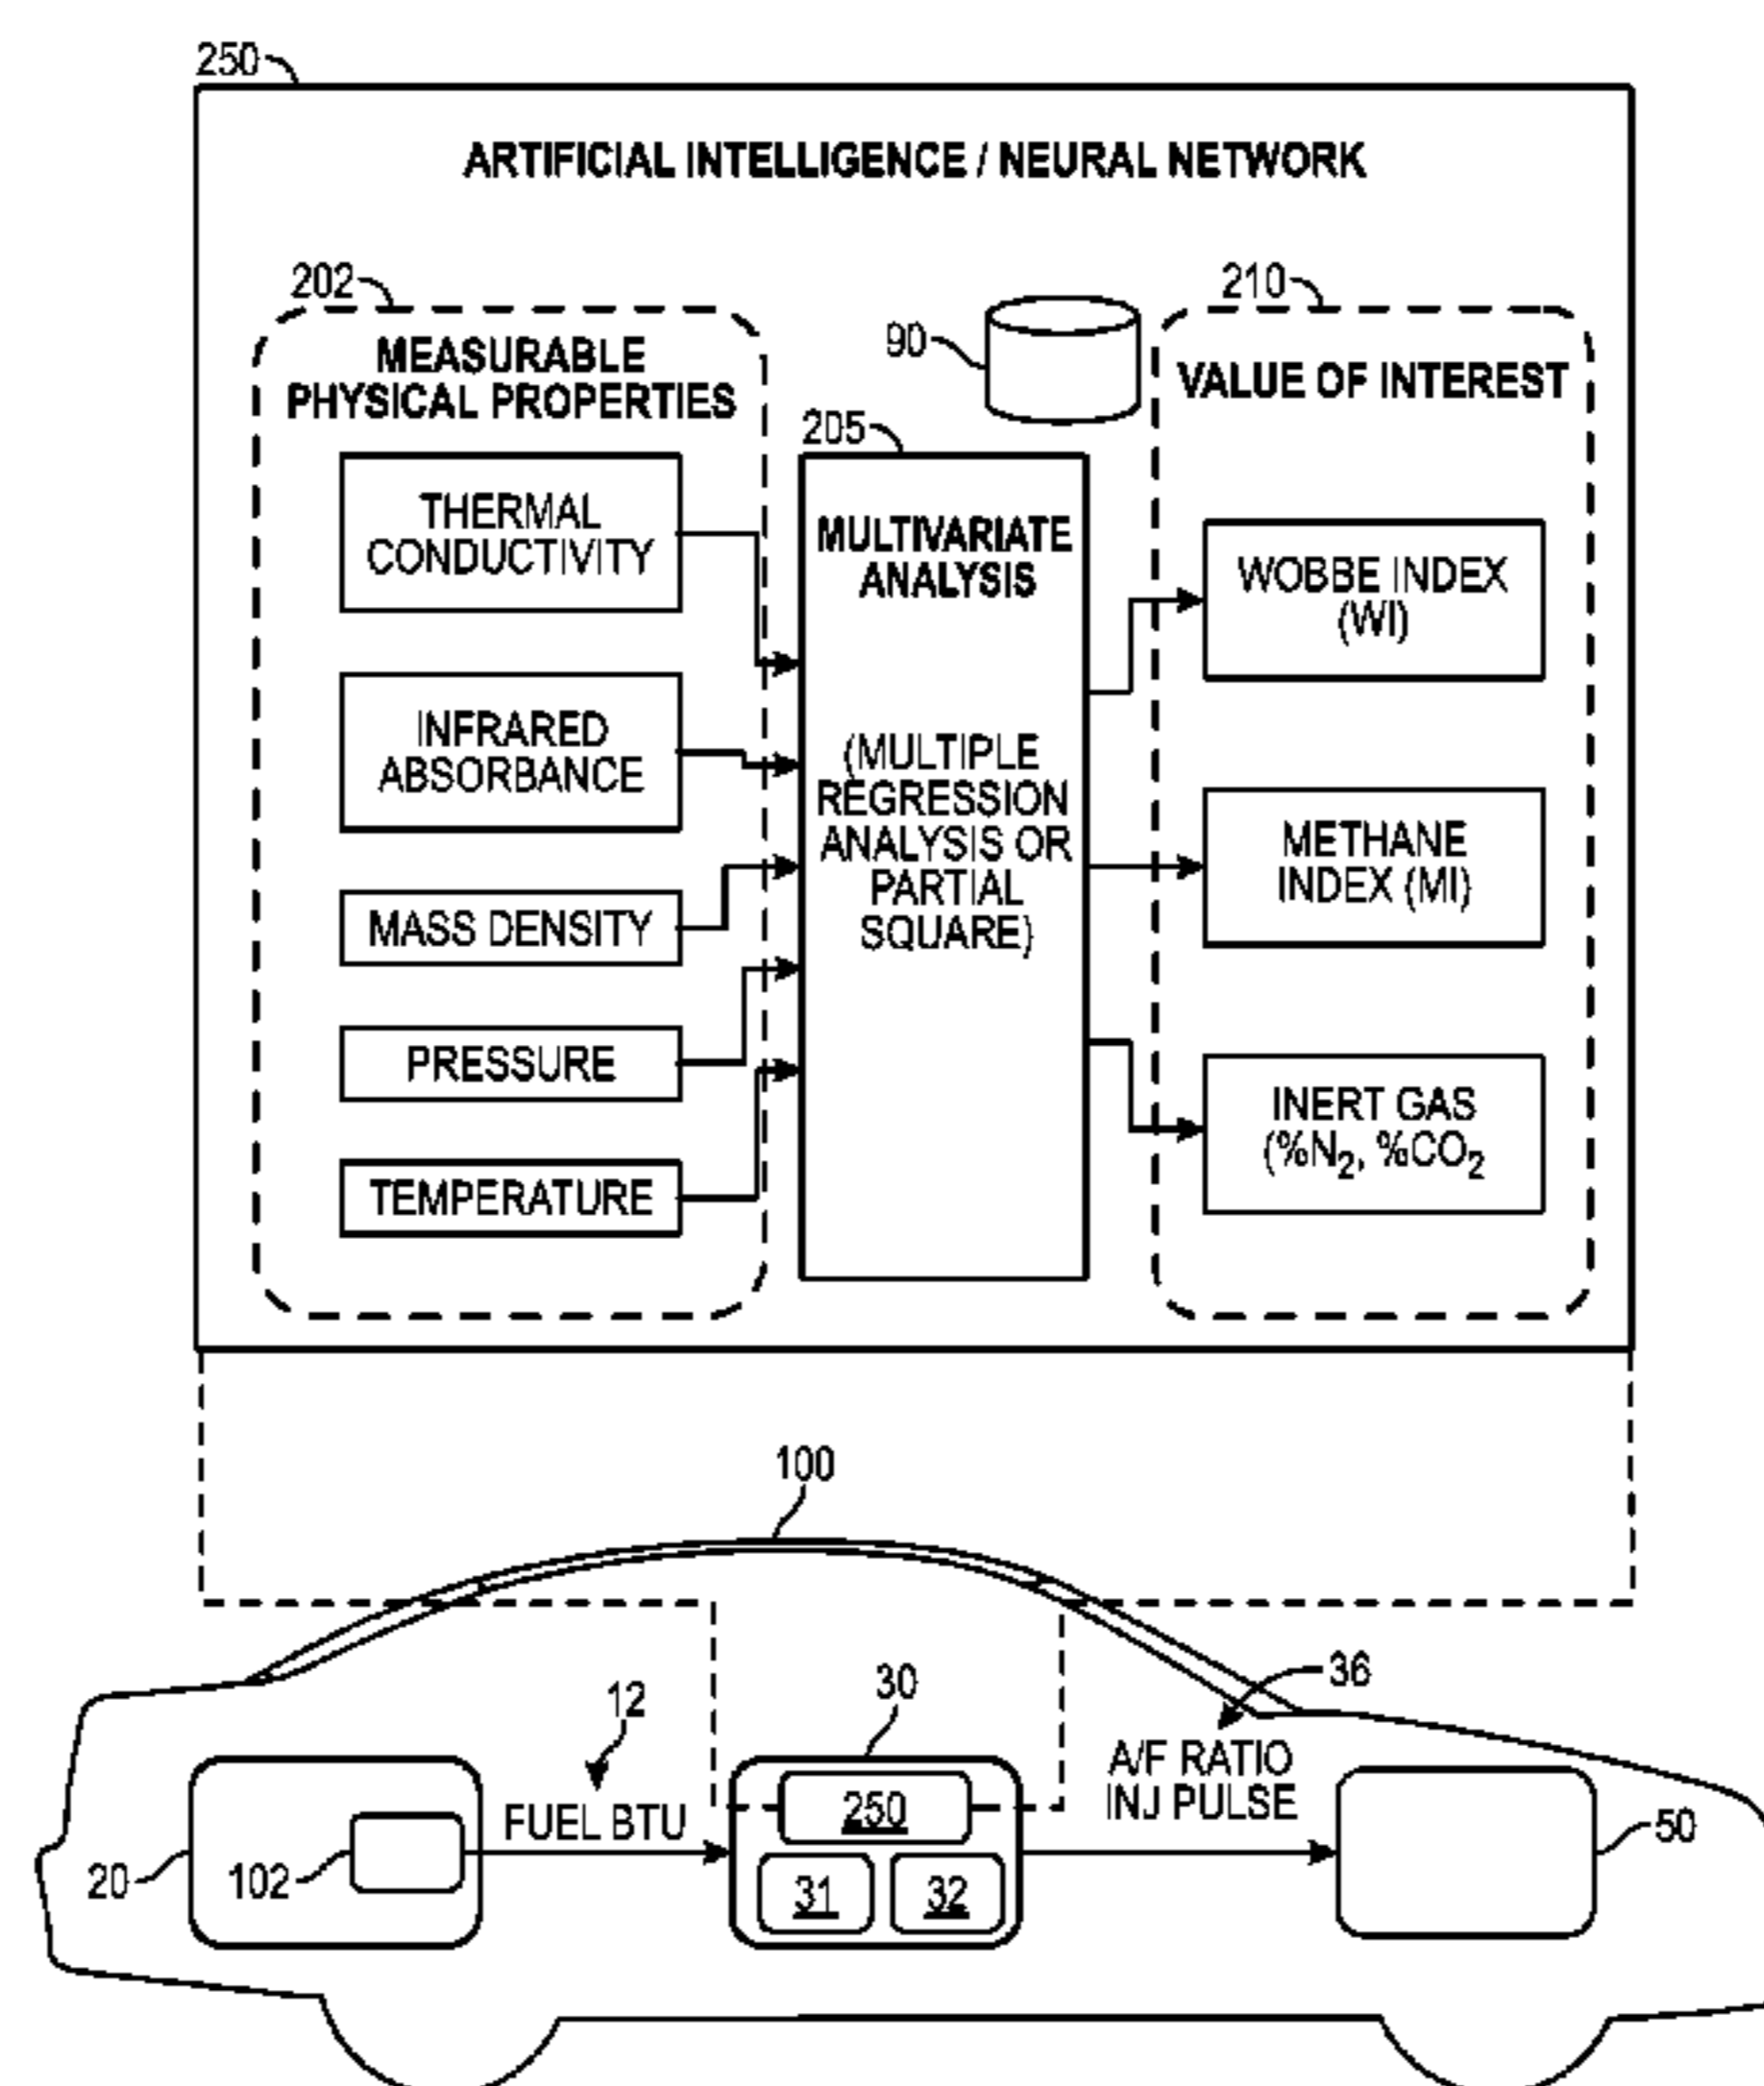 250
ARTIFICIAL INTELLIGENCE / NEURAL NETWORK
202
MEASURABLE
PHYSICAL PROPERTIES
THERMAL
CONDUCTIVITY
INFRARED
ABSORBANCE
MASS DENSITY
PRESSURE
TEMPERATURE
90
205
MULTIVARIATE
ANALYSIS
(MULTIPLE
REGRESSION
ANALYSIS OR
PARTIAL
SQUARE)
210
VALUE OF INTEREST
WOBBE INDEX
(WI)
METHANE
INDEX (MI)
INERT GAS
(%N₂, %CO₂
100
12
FUEL BTU
20
102
30
250
31
32
36
A/F RATIO
INJ PULSE
50